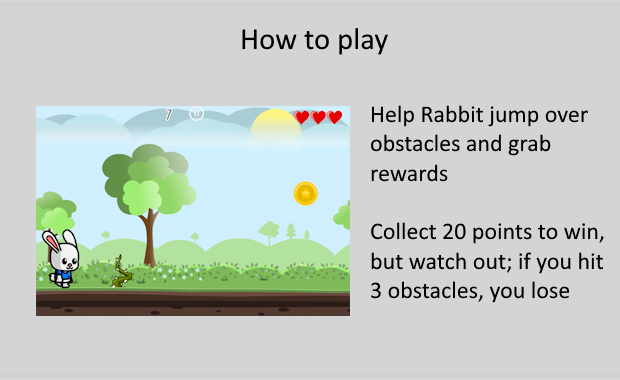 How to play
7
Help Rabbit jump over
obstacles and grab
rewards
Collect 20 points to win,
but watch out; if you hit
3 obstacles, you lose